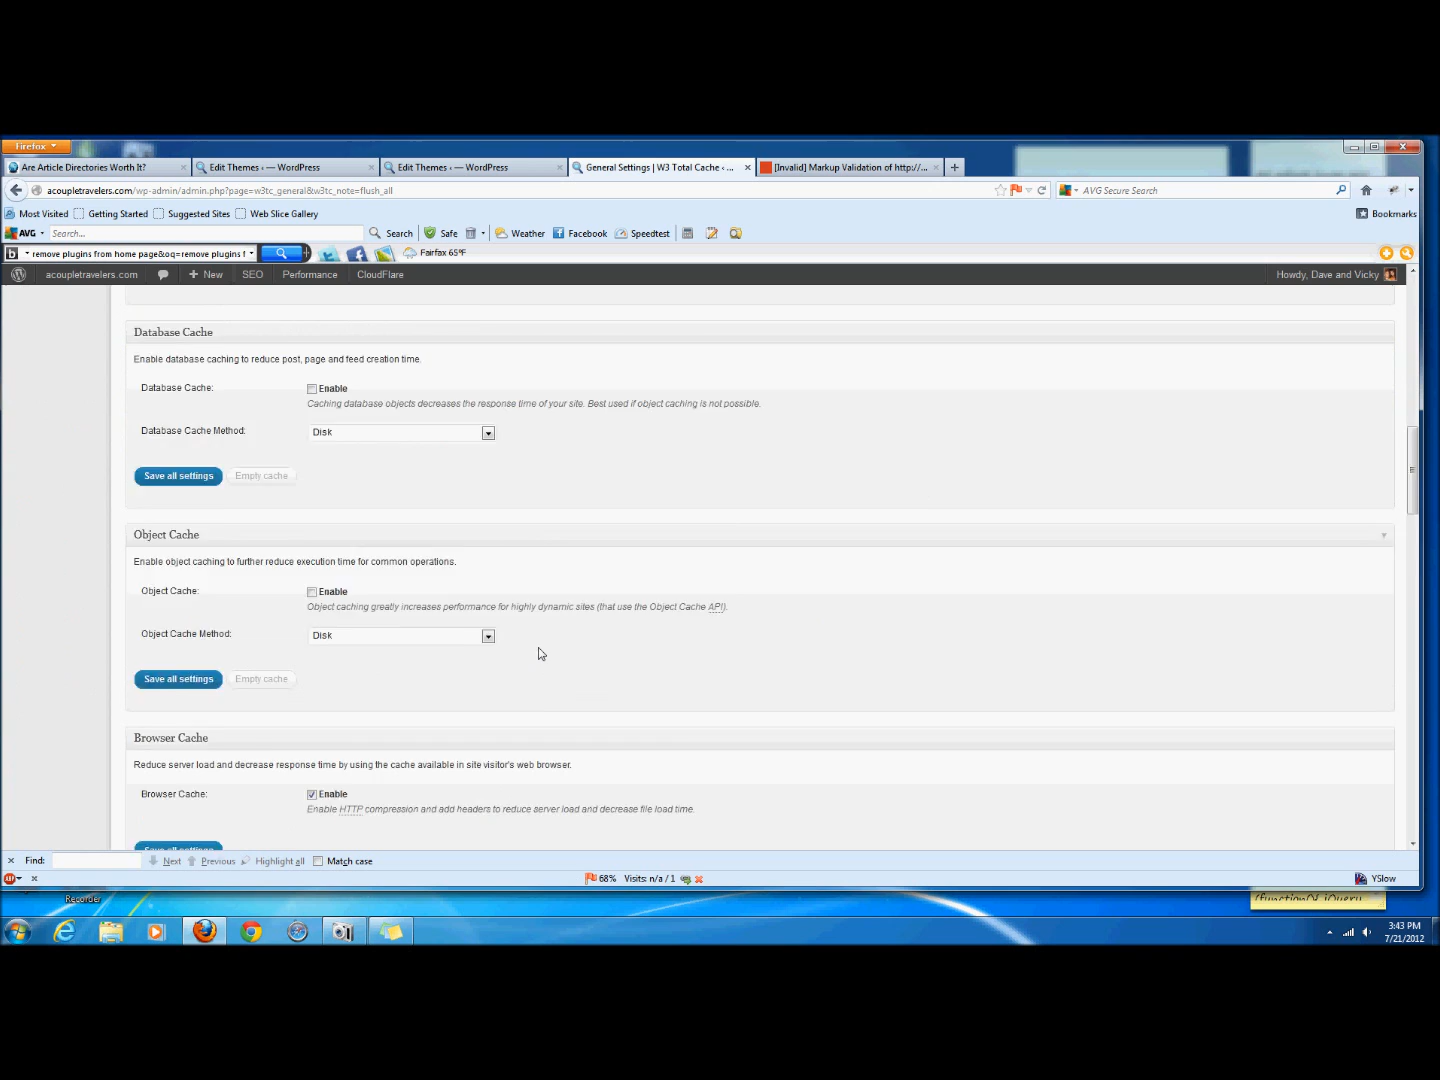 Firefox
Are Article Directories Worth It?
Edit Themes ‹ — WordPress
Edit Themes ‹ — WordPress
General Settings | W3 Total Cache ‹ ...
[Invalid] Markup Validation of http://...
acoupletravelers.com/wp-admin/admin.php?page=w3tc_general&w3tc_note=flush_all
AVG Secure Search
Most Visited
Getting Started
Suggested Sites
Web Slice Gallery
Bookmarks
AVG
Search...
Search
Safe
Weather
Facebook
Speedtest
b
remove plugins from home page&oq=remove plugins f
Fairfax 65°F
acoupletravelers.com
+ New
SEO
Performance
CloudFlare
Howdy, Dave and Vicky
Database Cache
Enable database caching to reduce post, page and feed creation time.
Database Cache:
Enable
Caching database objects decreases the response time of your site. Best used if object caching is not possible.
Database Cache Method:
Disk
Save all settings
Empty cache
Object Cache
Enable object caching to further reduce execution time for common operations.
Object Cache:
Enable
Object caching greatly increases performance for highly dynamic sites (that use the Object Cache API).
Object Cache Method:
Disk
Save all settings
Empty cache
Browser Cache
Reduce server load and decrease response time by using the cache available in site visitor's web browser.
Browser Cache:
Enable
Enable HTTP compression and add headers to reduce server load and decrease file load time.
Save all settings
Find:
Next
Previous
Highlight all
Match case
68%
Visits: n/a / 1
YSlow
Recorder
3:43 PM
7/21/2012